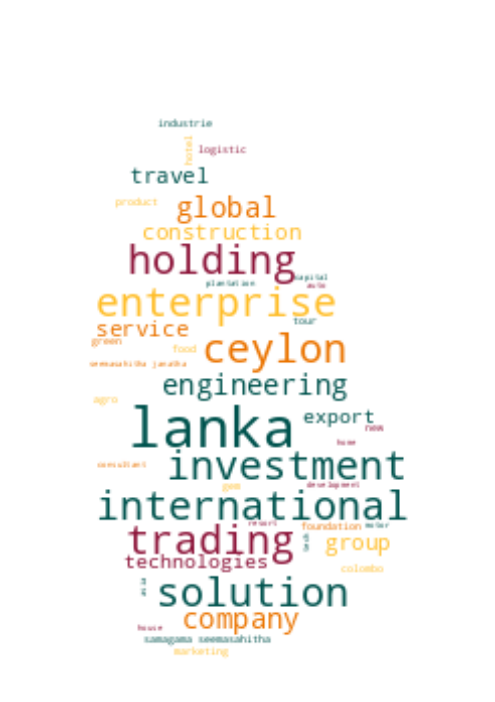 industrie
hotel
logistic
travel
product
global
construction
holding
capital
plantation
auto
enterprise
tour
service
green
food
ceylon
seemasahitha janatha
engineering
agro
lanka
export
new
home
investment
consultant
gem
development
international
resort
foundation
motor
trading
group
technologies
colombo
solution
company
house
samagama seemasahitha
marketing